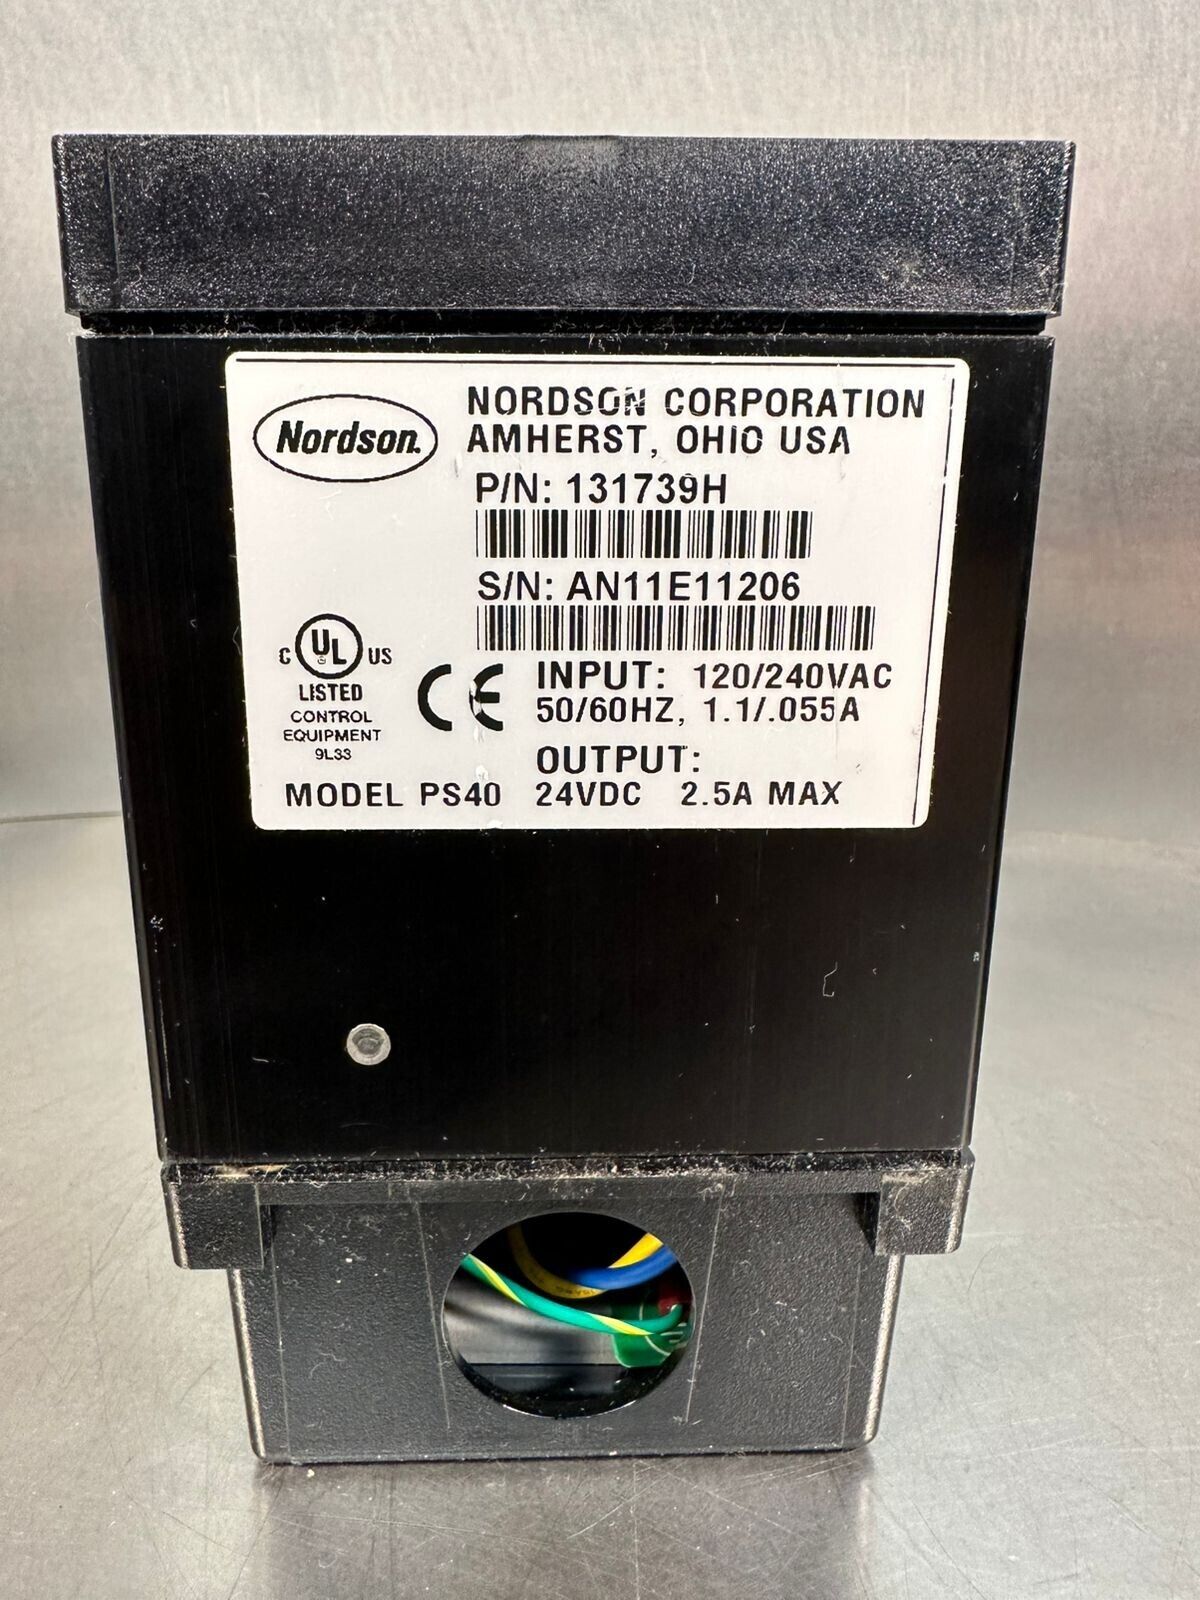 Nordson.
NORDSON CORPORATION
AMHERST, OHIO USA
P/N: 131739H
S/N: AN11E11206
C UL US
LISTED
CONTROL
EQUIPMENT
9L33
CE
INPUT: 120/240VAC
50/60HZ, 1.1/.055A
OUTPUT:
MODEL PS40 24VDC 2.5A MAX